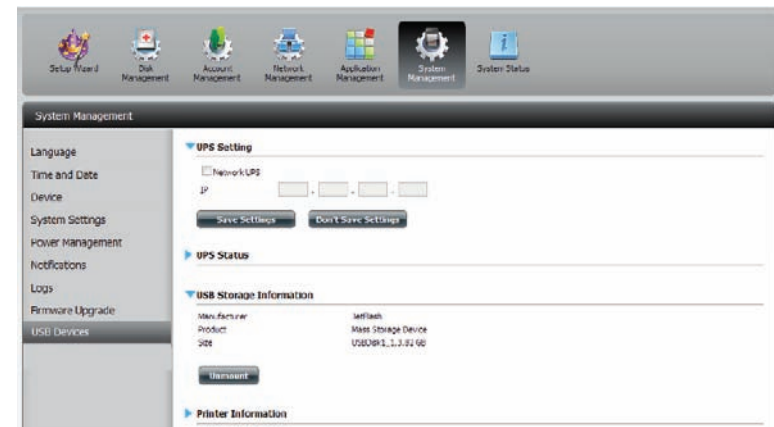 Setup Wizard
Disk Management
Account Management
Network Management
Application Management
System Management
System Status
System Management
Language
Time and Date
Device
System Settings
Power Management
Notifications
Logs
Firmware Upgrade
USB Devices
UPS Setting
Network UPS
IP . . .
Save Settings Don't Save Settings
UPS Status
USB Storage Information
Manufacturer JetFlash
Product Mass Storage Device
Size
Unmount
Printer Information